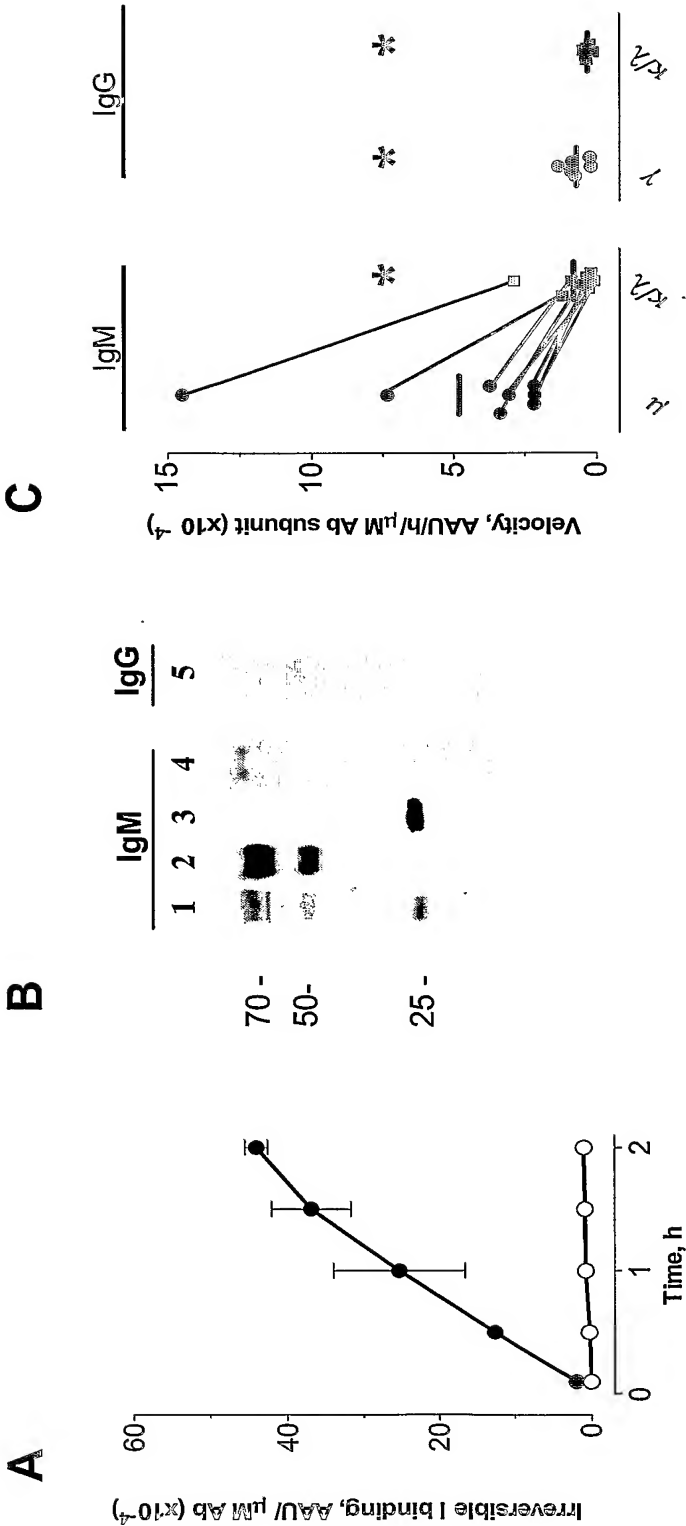 A
Irreversible I binding, AAU/ μM Ab (x10⁻⁴)
60
40
20
0
0 1 2
Time, h
B
IgM IgG
1 2 3 4 5
70 -
50-
25 -
C
IgM IgG
Velocity, AAU/h/μM Ab subunit (x10⁻⁴)
15
10
5
0
* * *
μ κ/λ γ κ/λ